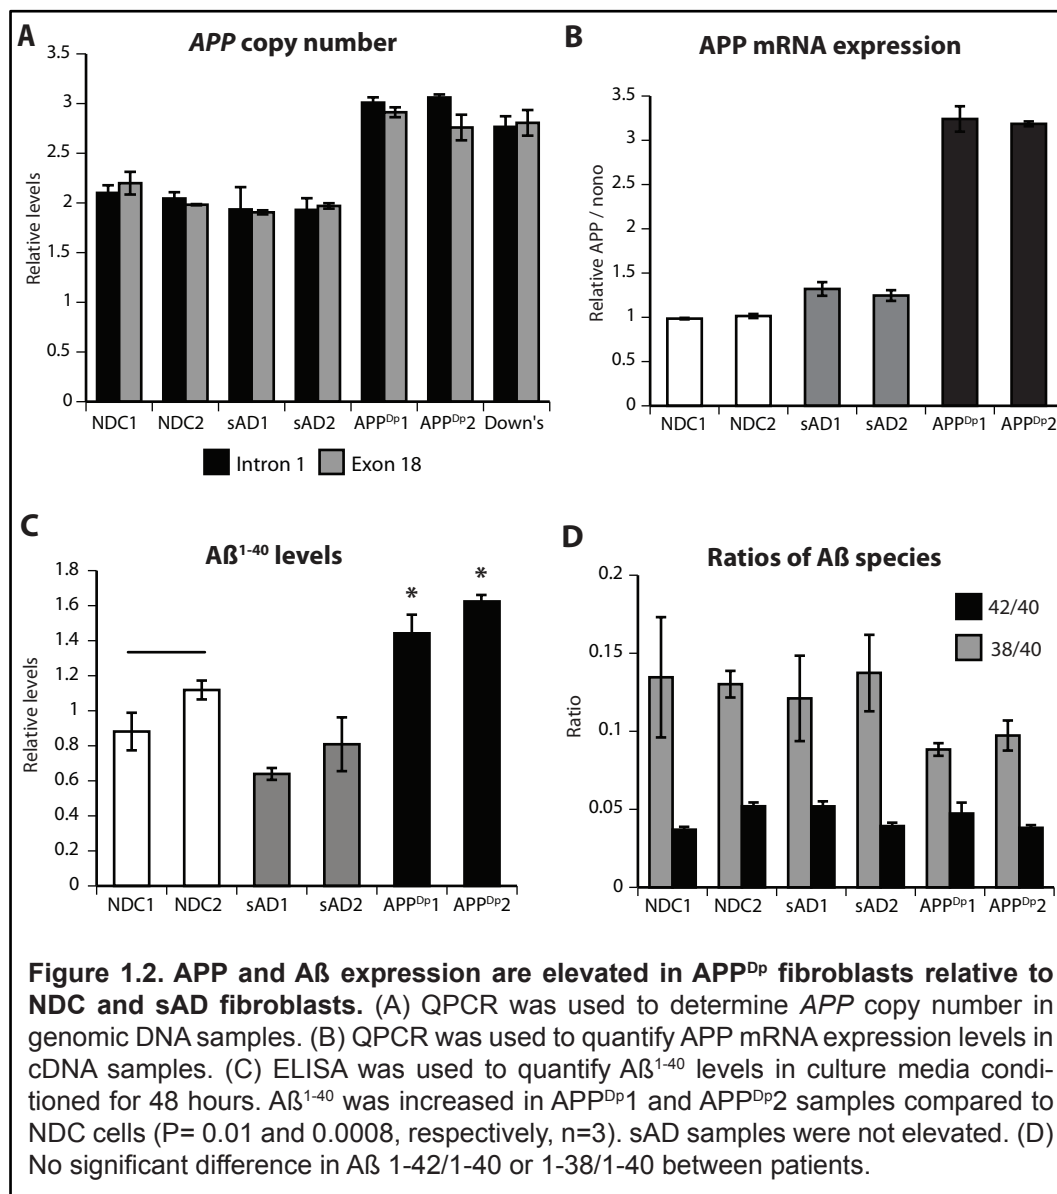 A
APP copy number
3.5
3
2.5
2
1.5
1
0.5
0
Relative levels
NDC1 NDC2 sAD1 sAD2 APPᴰᵖ1 APPᴰᵖ2 Down's
Intron 1 Exon 18
B
APP mRNA expression
3.5
3
2.5
2
1.5
1
0.5
0
Relative APP / nono
NDC1 NDC2 sAD1 sAD2 APPᴰᵖ1 APPᴰᵖ2
C
Aß¹⁻⁴⁰ levels
1.8
1.6
1.4
1.2
1
0.8
0.6
0.4
0.2
0
Relative levels
* *
NDC1 NDC2 sAD1 sAD2 APPᴰᵖ1 APPᴰᵖ2
D
Ratios of Aß species
0.2
0.15
0.1
0.05
0
Ratio
42/40
38/40
NDC1 NDC2 sAD1 sAD2 APPᴰᵖ1 APPᴰᵖ2
Figure 1.2. APP and Aß expression are elevated in APPᴰᵖ fibroblasts relative to
NDC and sAD fibroblasts. (A) QPCR was used to determine APP copy number in
genomic DNA samples. (B) QPCR was used to quantify APP mRNA expression levels in
cDNA samples. (C) ELISA was used to quantify Aß¹⁻⁴⁰ levels in culture media condi-
tioned for 48 hours. Aß¹⁻⁴⁰ was increased in APPᴰᵖ1 and APPᴰᵖ2 samples compared to
NDC cells (P= 0.01 and 0.0008, respectively, n=3). sAD samples were not elevated. (D)
No significant difference in Aß 1-42/1-40 or 1-38/1-40 between patients.